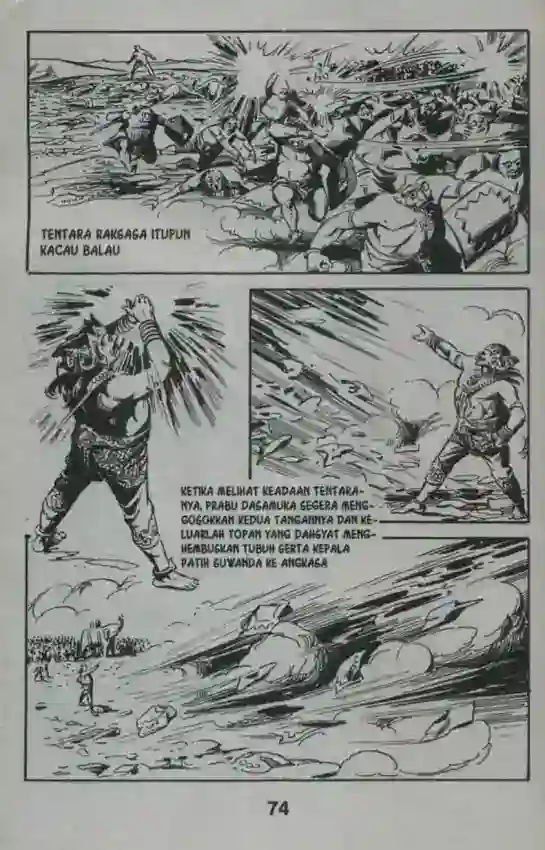 TENTARA RAKSASA ITUPUN
KACAU BALAU
KETIKA MELIHAT KEADAAN TENTARA-
NYA, PRABU DASAMUKA SEGERA MENG-
GOSOKKAN KEDUA TANGANNYA DAN KE-
LUARLAH TOPAN YANG DAHSYAT MENG-
HEMBUSKAN TUBUH SERTA KEPALA
PATIH SUWANDA KE ANGKASA
74